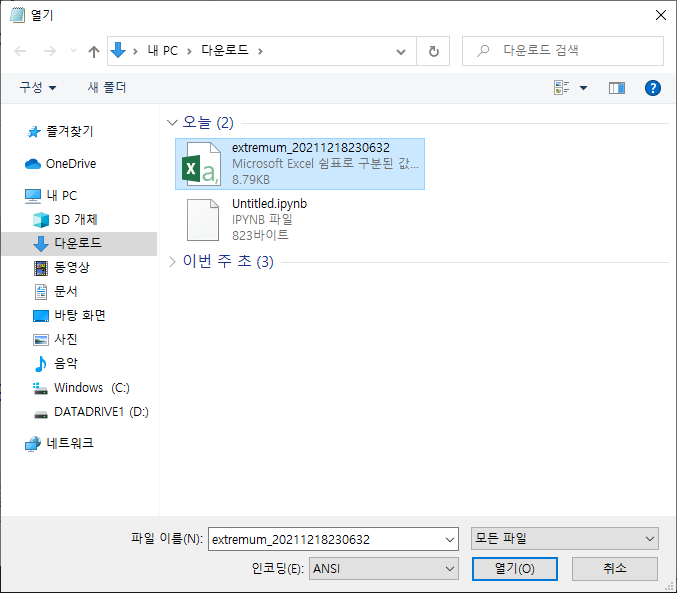 열기
내 PC
다운로드
다운로드 검색
구성
새 폴더
즐겨찾기
OneDrive
내 PC
3D 개체
다운로드
동영상
문서
바탕 화면
사진
음악
Windows (C:)
DATADRIVE1 (D:)
네트워크
오늘 (2)
extremum_20211218230632
Microsoft Excel 쉼표로 구분된 값...
8.79KB
Untitled.ipynb
IPYNB 파일
823바이트
이번 주 초 (3)
파일 이름(N):
extremum_20211218230632
모든 파일
인코딩(E):
ANSI
열기(O)
취소